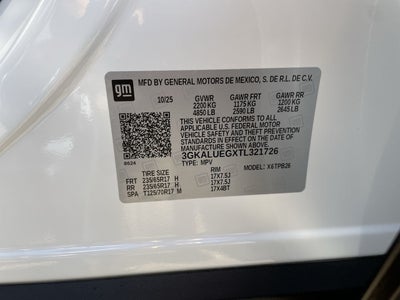 gm
MFD BY GENERAL MOTORS DE MEXICO, S. DE R.L. DE C.V.
10/25 GVWR GAWR FRT GAWR RR
2200 KG 1175 KG 1200 KG
4850 LB 2590 LB 2645 LB
THIS VEHICLE CONFORMS TO ALL
APPLICABLE U.S. FEDERAL MOTOR
VEHICLE SAFETY AND THEFT PREVENTION
STANDARDS IN EFFECT ON THE DATE OF
MANUFACTURE SHOWN ABOVE.
3GKALUEGXTL321726
8624 TYPE: MPV MODEL: X6TPB26
TIRE SIZE RIM
FRT 235/65R17 H 17X7.5J
RR 235/65R17 H 17X7.5J
SPA T125/70R17 M 17X4BT